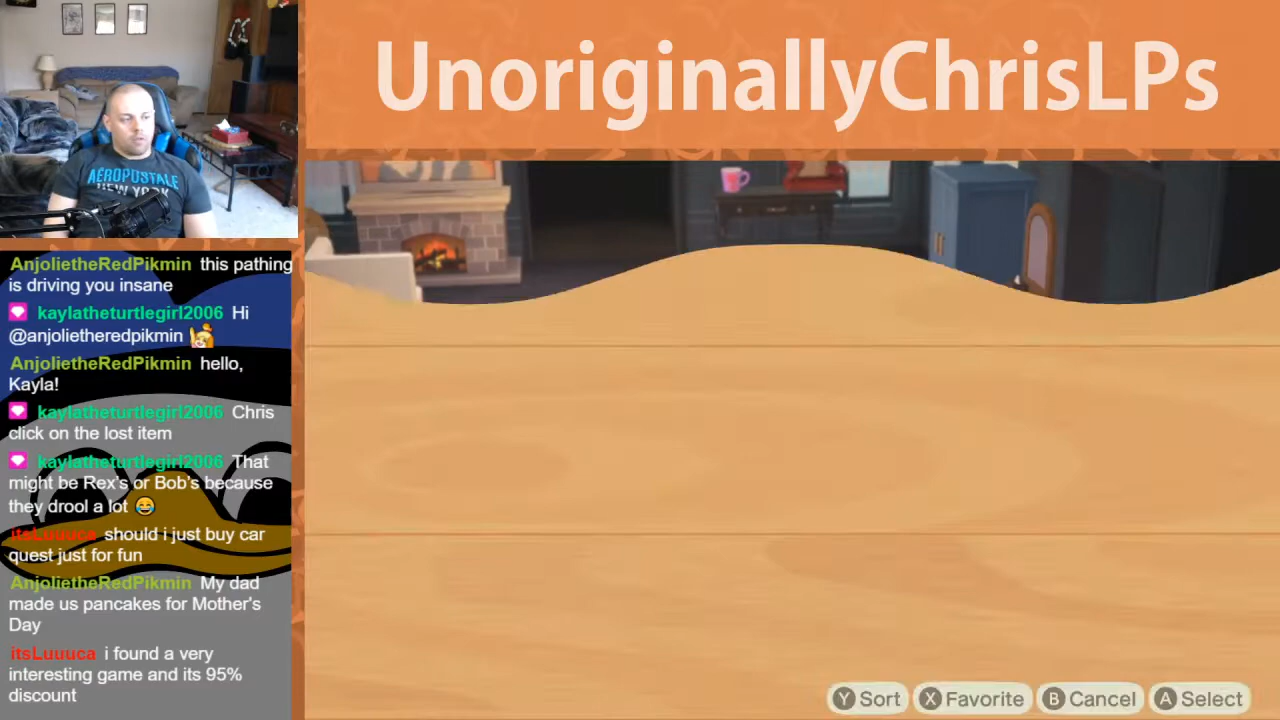 UnoriginallyChrisLPs
AÉROPOSTALE
NEW YORK
AnjolietheRedPikmin this pathing
is driving you insane
kaylatheturtlegirl2006 Hi
@anjolietheredpikmin
AnjolietheRedPikmin hello,
Kayla!
kaylatheturtlegirl2006 Chris
click on the lost item
kaylatheturtlegirl2006 That
might be Rex's or Bob's because
they drool a lot 😂
itsLuuuca should i just buy car
quest just for fun
AnjolietheRedPikmin My dad
made us pancakes for Mother's
Day
itsLuuuca i found a very
interesting game and its 95%
discount
Y Sort X Favorite B Cancel A Select